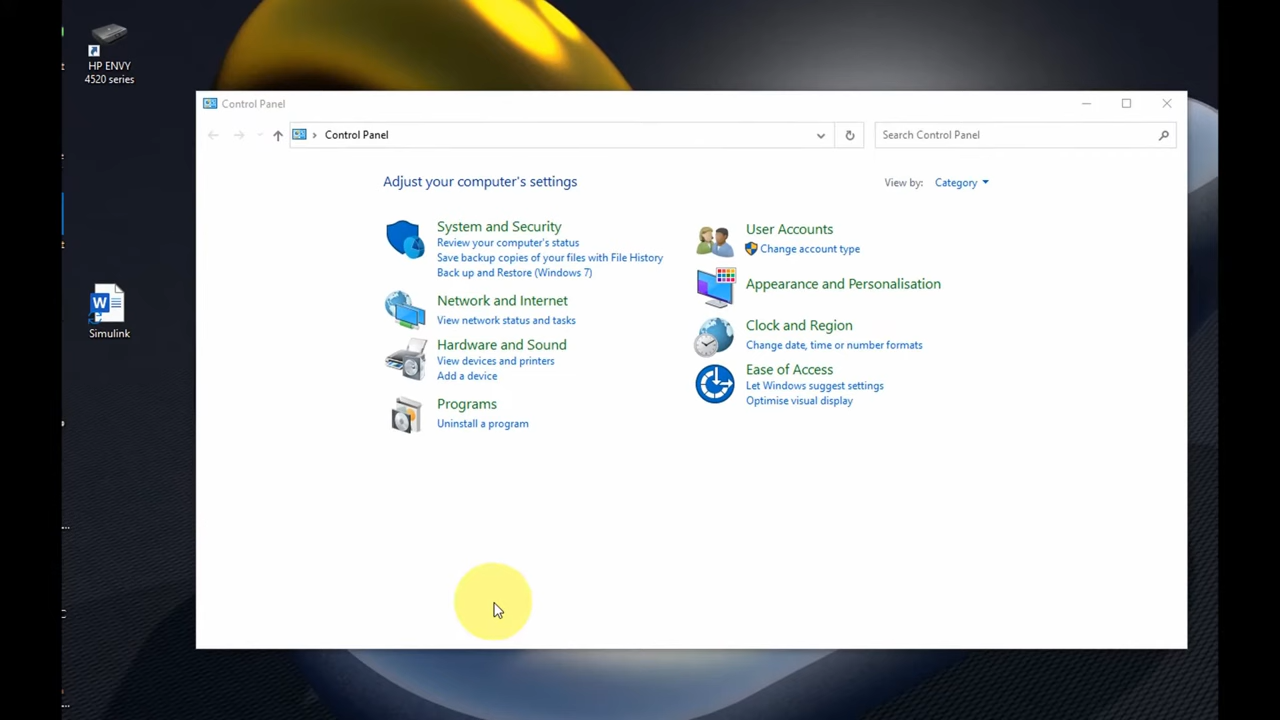 HP ENVY
4520 series
Simulink
Control Panel
Control Panel
Search Control Panel
Adjust your computer's settings
View by: Category
System and Security
Review your computer's status
Save backup copies of your files with File History
Back up and Restore (Windows 7)
Network and Internet
View network status and tasks
Hardware and Sound
View devices and printers
Add a device
Programs
Uninstall a program
User Accounts
Change account type
Appearance and Personalisation
Clock and Region
Change date, time or number formats
Ease of Access
Let Windows suggest settings
Optimise visual display